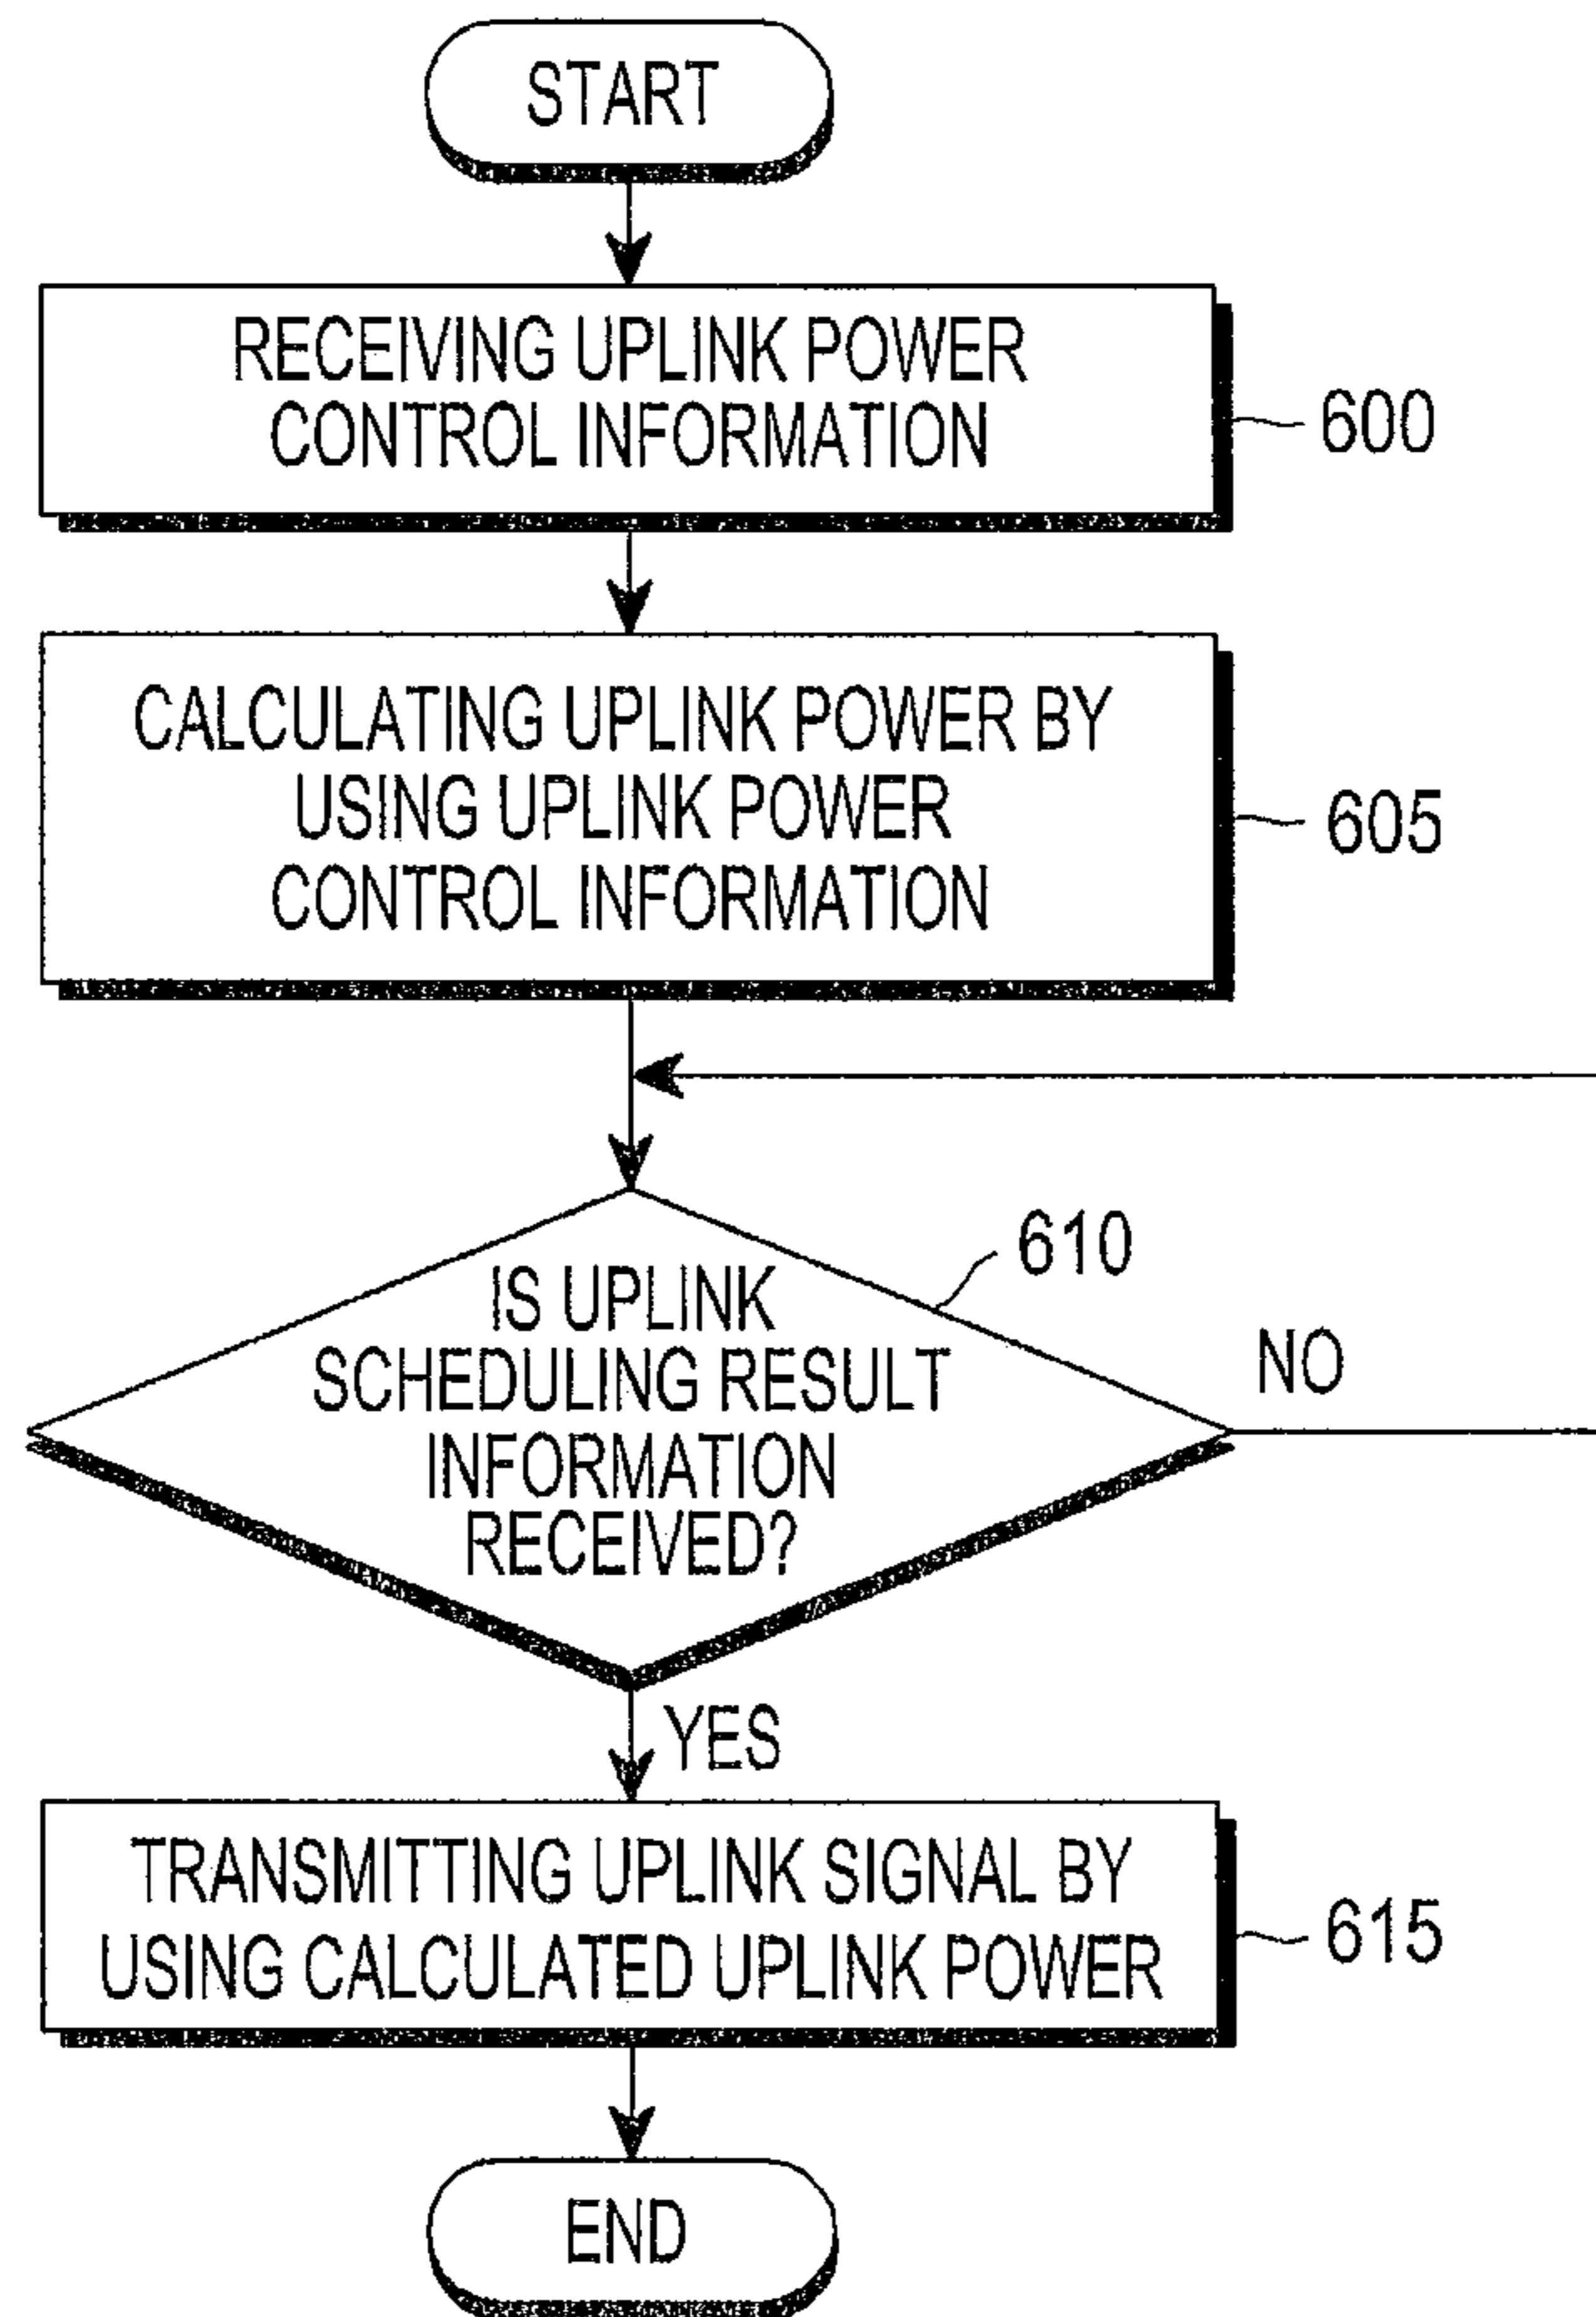 START
RECEIVING UPLINK POWER
CONTROL INFORMATION
600
CALCULATING UPLINK POWER BY
USING UPLINK POWER
CONTROL INFORMATION
605
610
IS UPLINK
SCHEDULING RESULT
INFORMATION
RECEIVED?
NO
YES
TRANSMITTING UPLINK SIGNAL BY
USING CALCULATED UPLINK POWER
615
END